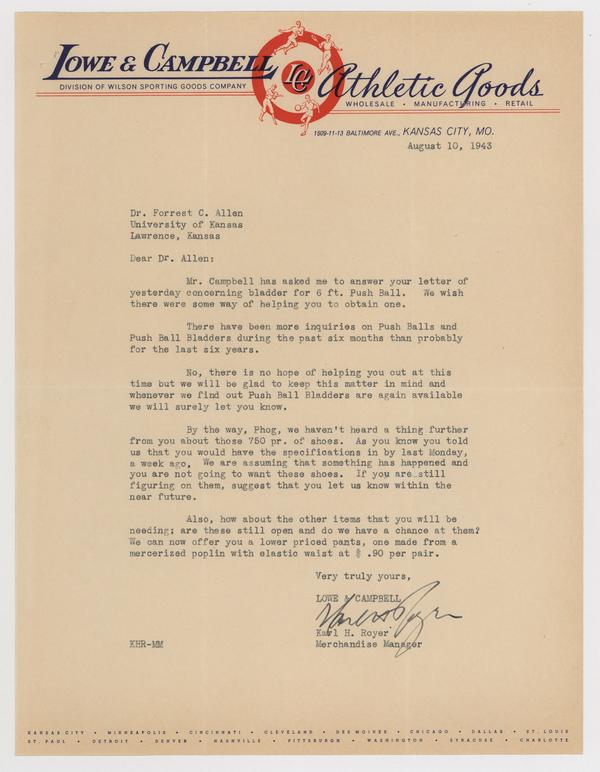 LOWE & CAMPBELL Athletic Goods
DIVISION OF WILSON SPORTING GOODS COMPANY
LC
WHOLESALE • MANUFACTURING • RETAIL
1509-11-13 BALTIMORE AVE., KANSAS CITY, MO.
August 10, 1943
Dr. Forrest C. Allen
University of Kansas
Lawrence, Kansas
Dear Dr. Allen:
Mr. Campbell has asked me to answer your letter of
yesterday concerning bladder for 6 ft. Push Ball. We wish
there were some way of helping you to obtain one.
There have been more inquiries on Push Balls and
Push Ball Bladders during the past six months than probably
for the last six years.
No, there is no hope of helping you out at this
time but we will be glad to keep this matter in mind and
whenever we find out Push Ball Bladders are again available
we will surely let you know.
By the way, Phog, we haven't heard a thing further
from you about those 750 pr. of shoes. As you know you told
us that you would have the specifications in by last Monday,
a week ago. We are assuming that something has happened and
you are not going to want these shoes. If you are still
figuring on them, suggest that you let us know within the
near future.
Also, how about the other items that you will be
needing; are these still open and do we have a chance at them?
We can now offer you a lower priced pants, one made from a
mercerized poplin with elastic waist at $ .90 per pair.
Very truly yours,
LOWE & CAMPBELL
Karl H. Royer
Karl H. Royer
KHR-MM Merchandise Manager
KANSAS CITY • MINNEAPOLIS • CINCINNATI • CLEVELAND • DES MOINES • CHICAGO • DALLAS • ST. LOUIS
ST. PAUL • DETROIT • DENVER • NASHVILLE • PITTSBURGH • WASHINGTON • SYRACUSE • CHARLOTTE